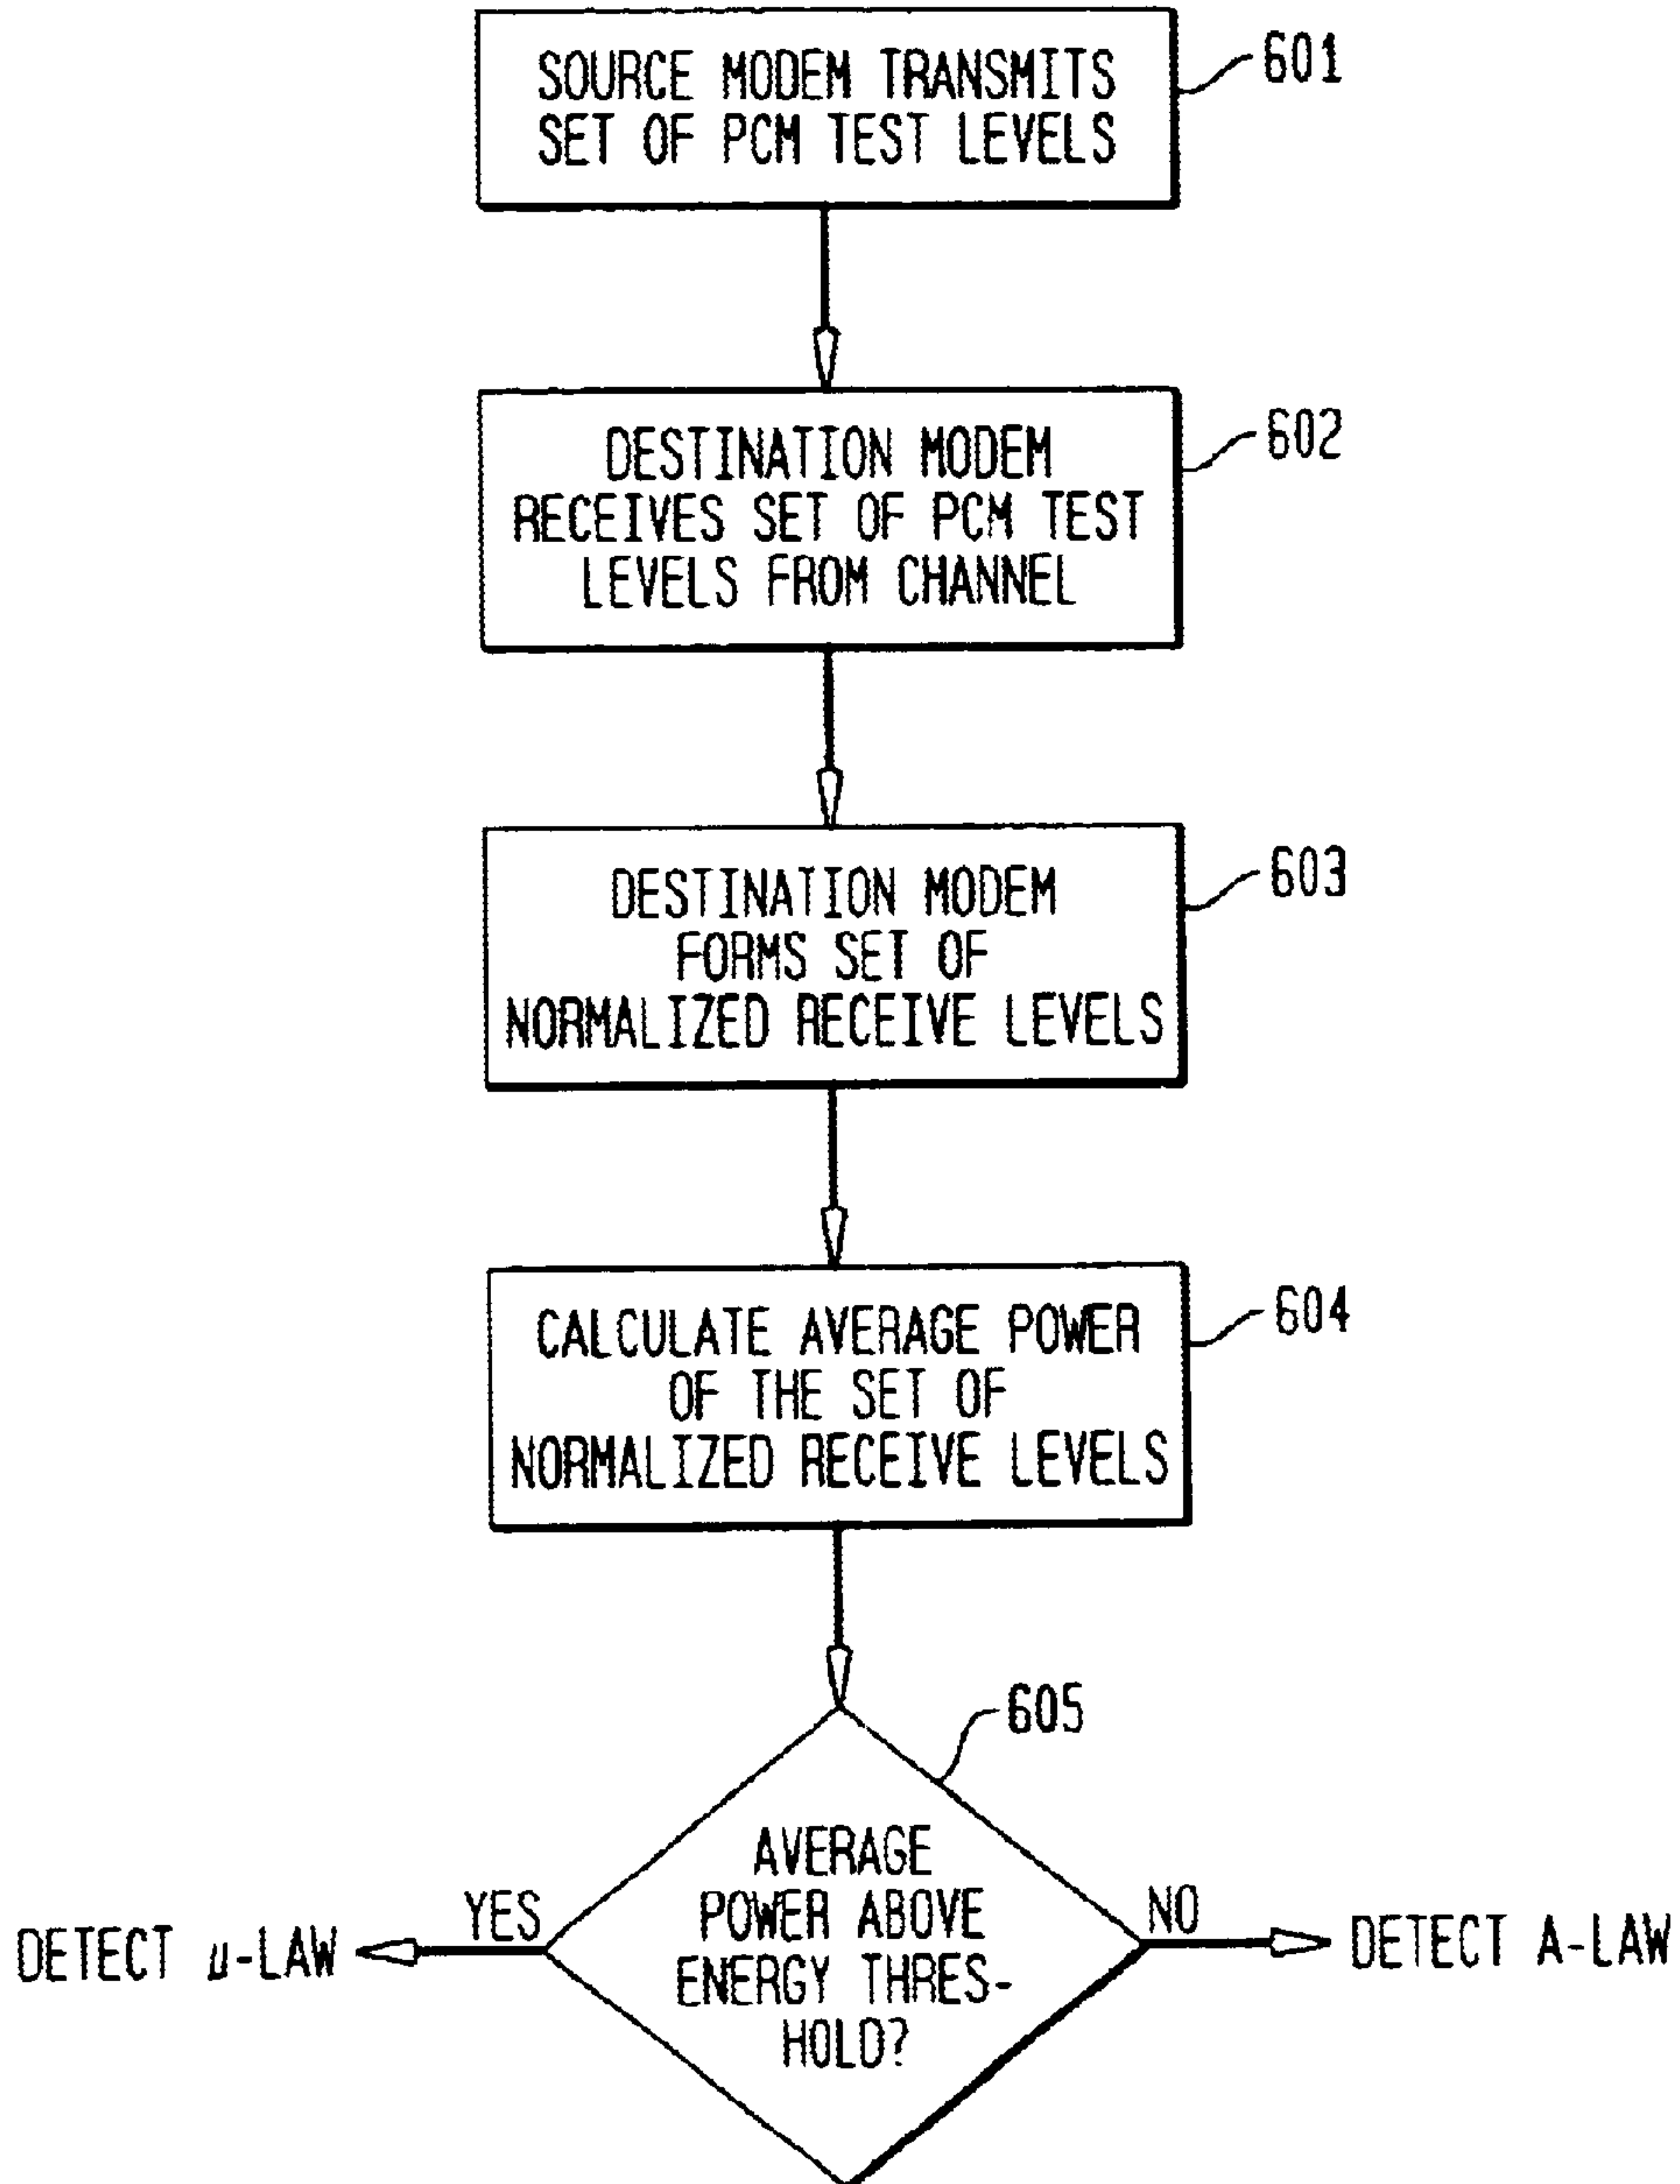 SOURCE MODEM TRANSMITS
SET OF PCM TEST LEVELS
601
DESTINATION MODEM
RECEIVES SET OF PCM TEST
LEVELS FROM CHANNEL
602
DESTINATION MODEM
FORMS SET OF
NORMALIZED RECEIVE LEVELS
603
CALCULATE AVERAGE POWER
OF THE SET OF
NORMALIZED RECEIVE LEVELS
604
605
AVERAGE
POWER ABOVE
ENERGY THRES-
HOLD?
YES
DETECT μ-LAW
NO
DETECT A-LAW